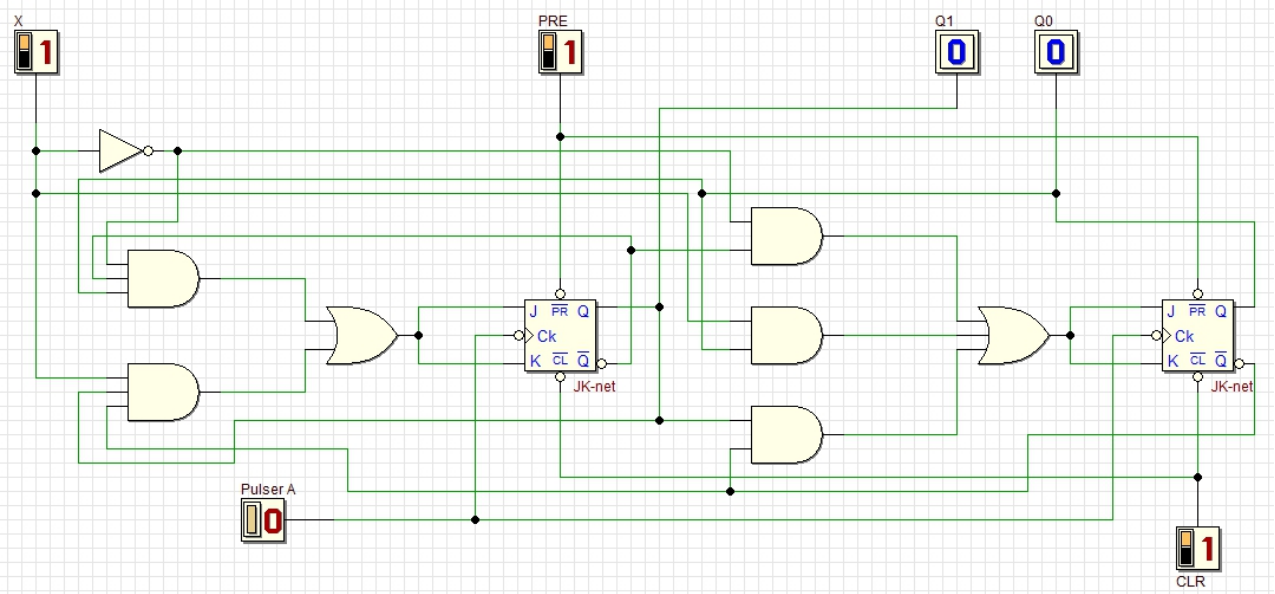 X
PRE
Q1
Q0
1
1
0
0
J PR Q
Ck
K CL Q
JK-net
J PR Q
Ck
K CL Q
JK-net
Pulser A
0
1
CLR